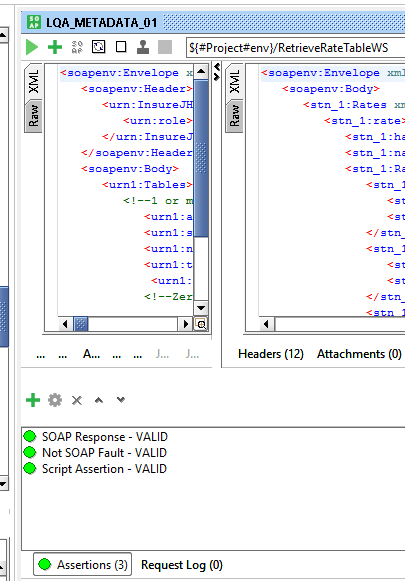 LQA_METADATA_01
${#Project#env}/RetrieveRateTableWS
XML
Raw
<soapenv:Envelope x
<soapenv:Header>
<urn:InsureJH
<urn:role>
</urn:InsureJ
</soapenv:Header
<soapenv:Body>
<urn1:Tables>
<!--1 or m
<urn1:a
<urn1:s
<urn1:n
<urn1:t
<urn1:
<!--Zer
XML
Raw
<soapenv:Envelope xml
<soapenv:Body>
<stn_1:Rates xm
<stn_1:rate>
<stn_1:ha
<stn_1:na
<stn_1:Ra
<st
<st
</stn_
<stn_1:Ra
<st
<st
</stn_
<stn_1
... ... A... ... ... J... J...
Headers (12) Attachments (0)
SOAP Response - VALID
Not SOAP Fault - VALID
Script Assertion - VALID
Assertions (3) Request Log (0)